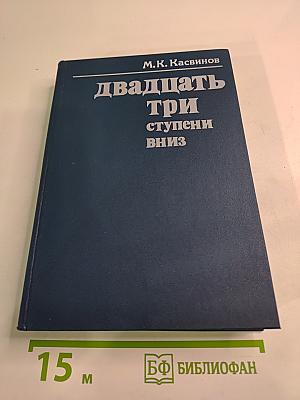 М.К. Касвинов
двадцать
три
ступени
вниз
15 м
БФ БИБЛИОФАН